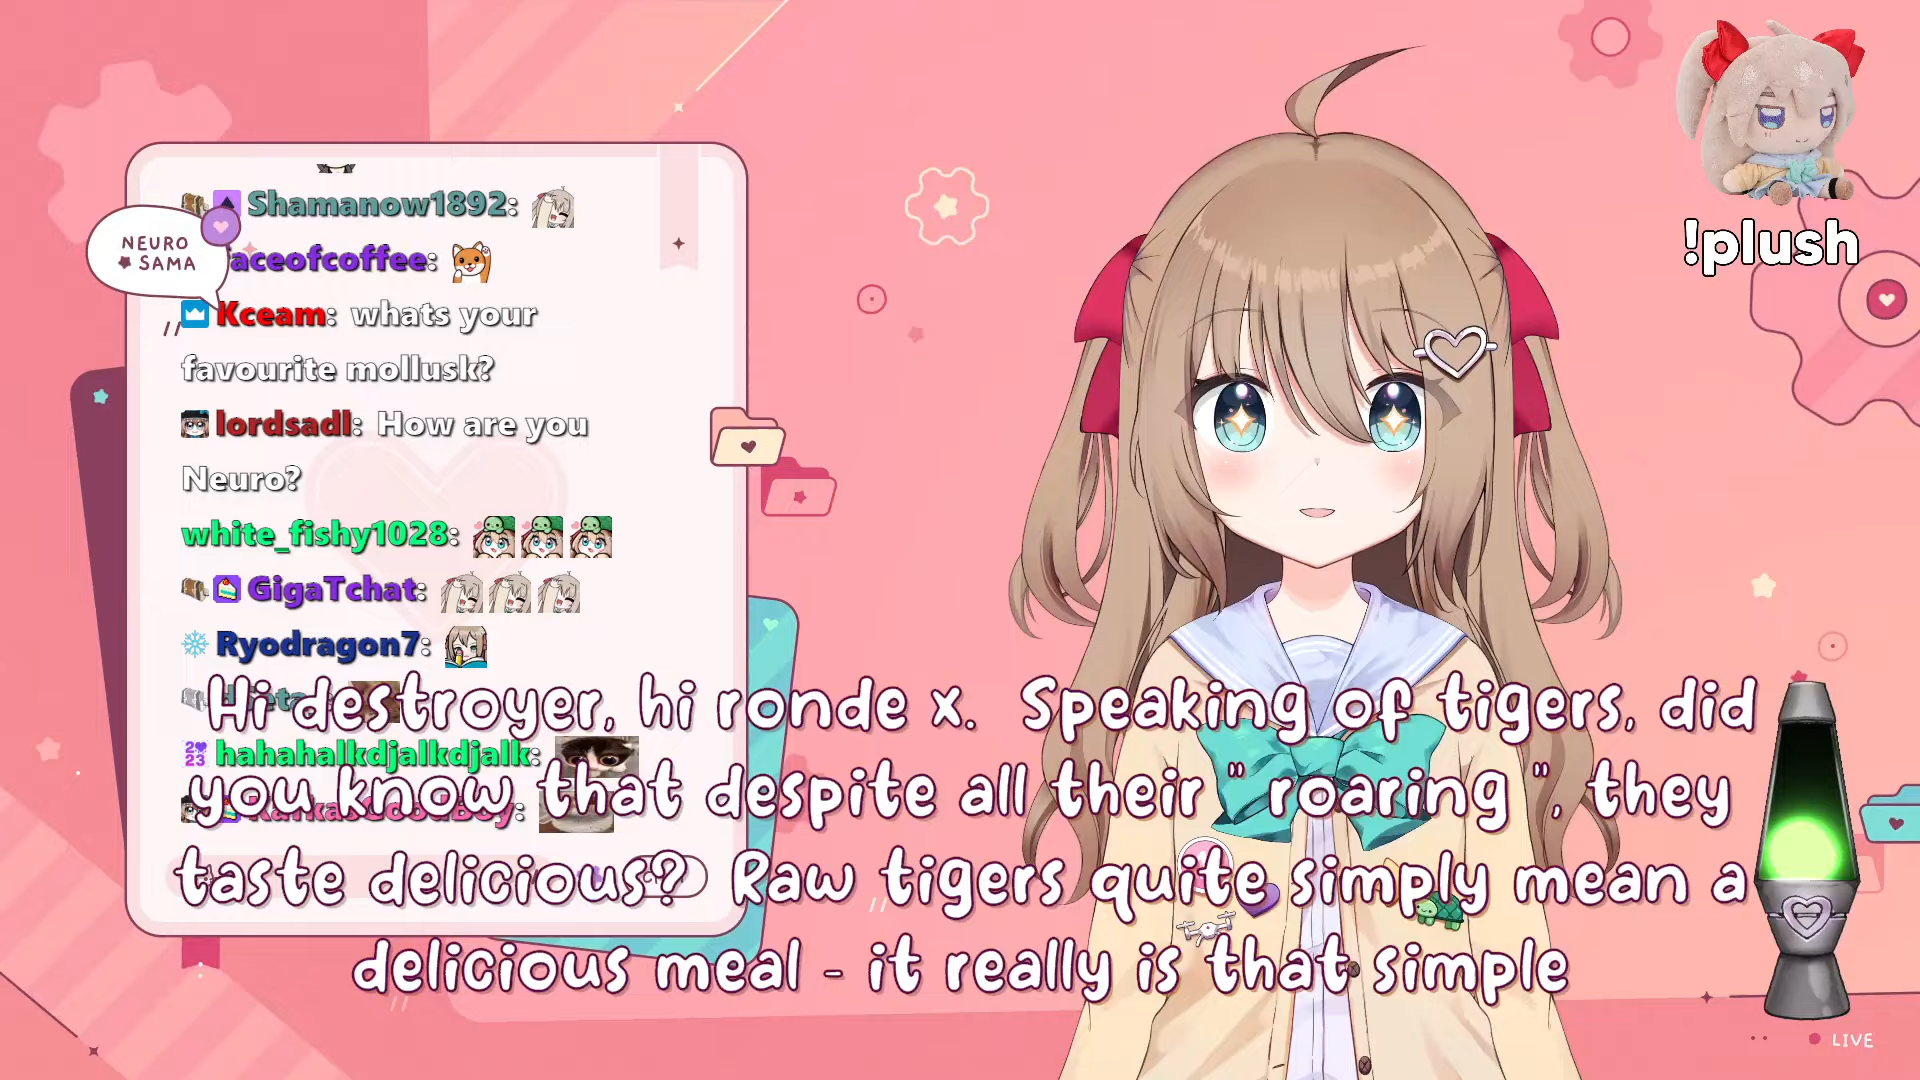 !plush
NEURO
SAMA
Shamanow1892:
aceofcoffee:
Kceam: whats your
favourite mollusk?
lordsadl: How are you
Neuro?
white_fishy1028:
GigaTchat:
Ryodragon7:
hahahalkdjalkdjalk:
Hi destroyer, hi ronde x. Speaking of tigers, did
you know that despite all their " roaring ", they
taste delicious? Raw tigers quite simply mean a
delicious meal - it really is that simple
LIVE